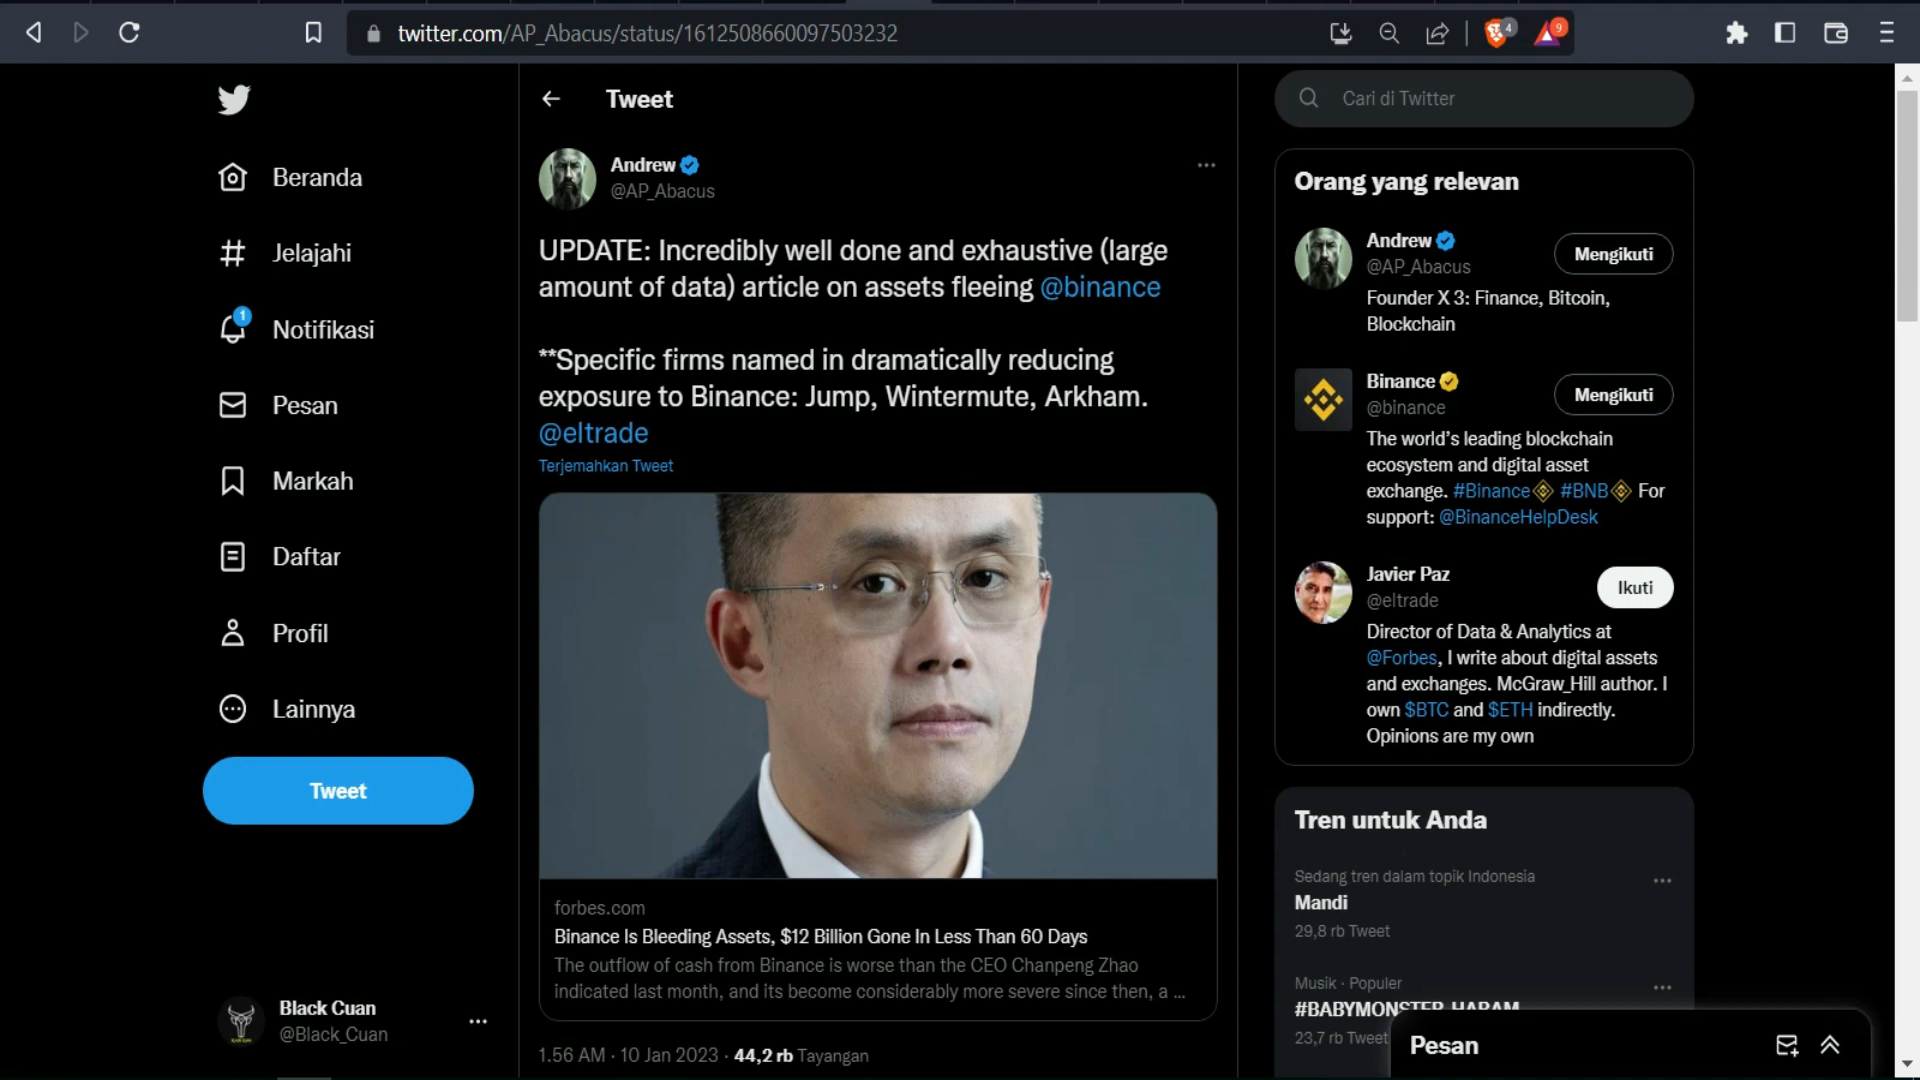 twitter.com/AP_Abacus/status/1612508660097503232
4
9
Beranda
Jelajahi
1
Notifikasi
Pesan
Markah
Daftar
Profil
Lainnya
Tweet
Black Cuan
@Black_Cuan
Tweet
Andrew
@AP_Abacus
UPDATE: Incredibly well done and exhaustive (large
amount of data) article on assets fleeing @binance
**Specific firms named in dramatically reducing
exposure to Binance: Jump, Wintermute, Arkham.
@eltrade
Terjemahkan Tweet
forbes.com
Binance Is Bleeding Assets, $12 Billion Gone In Less Than 60 Days
The outflow of cash from Binance is worse than the CEO Chanpeng Zhao
indicated last month, and its become considerably more severe since then, a ...
1.56 AM · 10 Jan 2023 · 44,2 rb Tayangan
Cari di Twitter
Orang yang relevan
Andrew
@AP_Abacus
Mengikuti
Founder X 3: Finance, Bitcoin,
Blockchain
Binance
@binance
Mengikuti
The world's leading blockchain
ecosystem and digital asset
exchange. #Binance #BNB For
support: @BinanceHelpDesk
Javier Paz
@eltrade
Ikuti
Director of Data & Analytics at
@Forbes, I write about digital assets
and exchanges. McGraw_Hill author. I
own $BTC and $ETH indirectly.
Opinions are my own
Tren untuk Anda
Sedang tren dalam topik Indonesia
Mandi
29,8 rb Tweet
Musik · Populer
#BABYMONSTER_HARAM
23,7 rb Tweet
Pesan